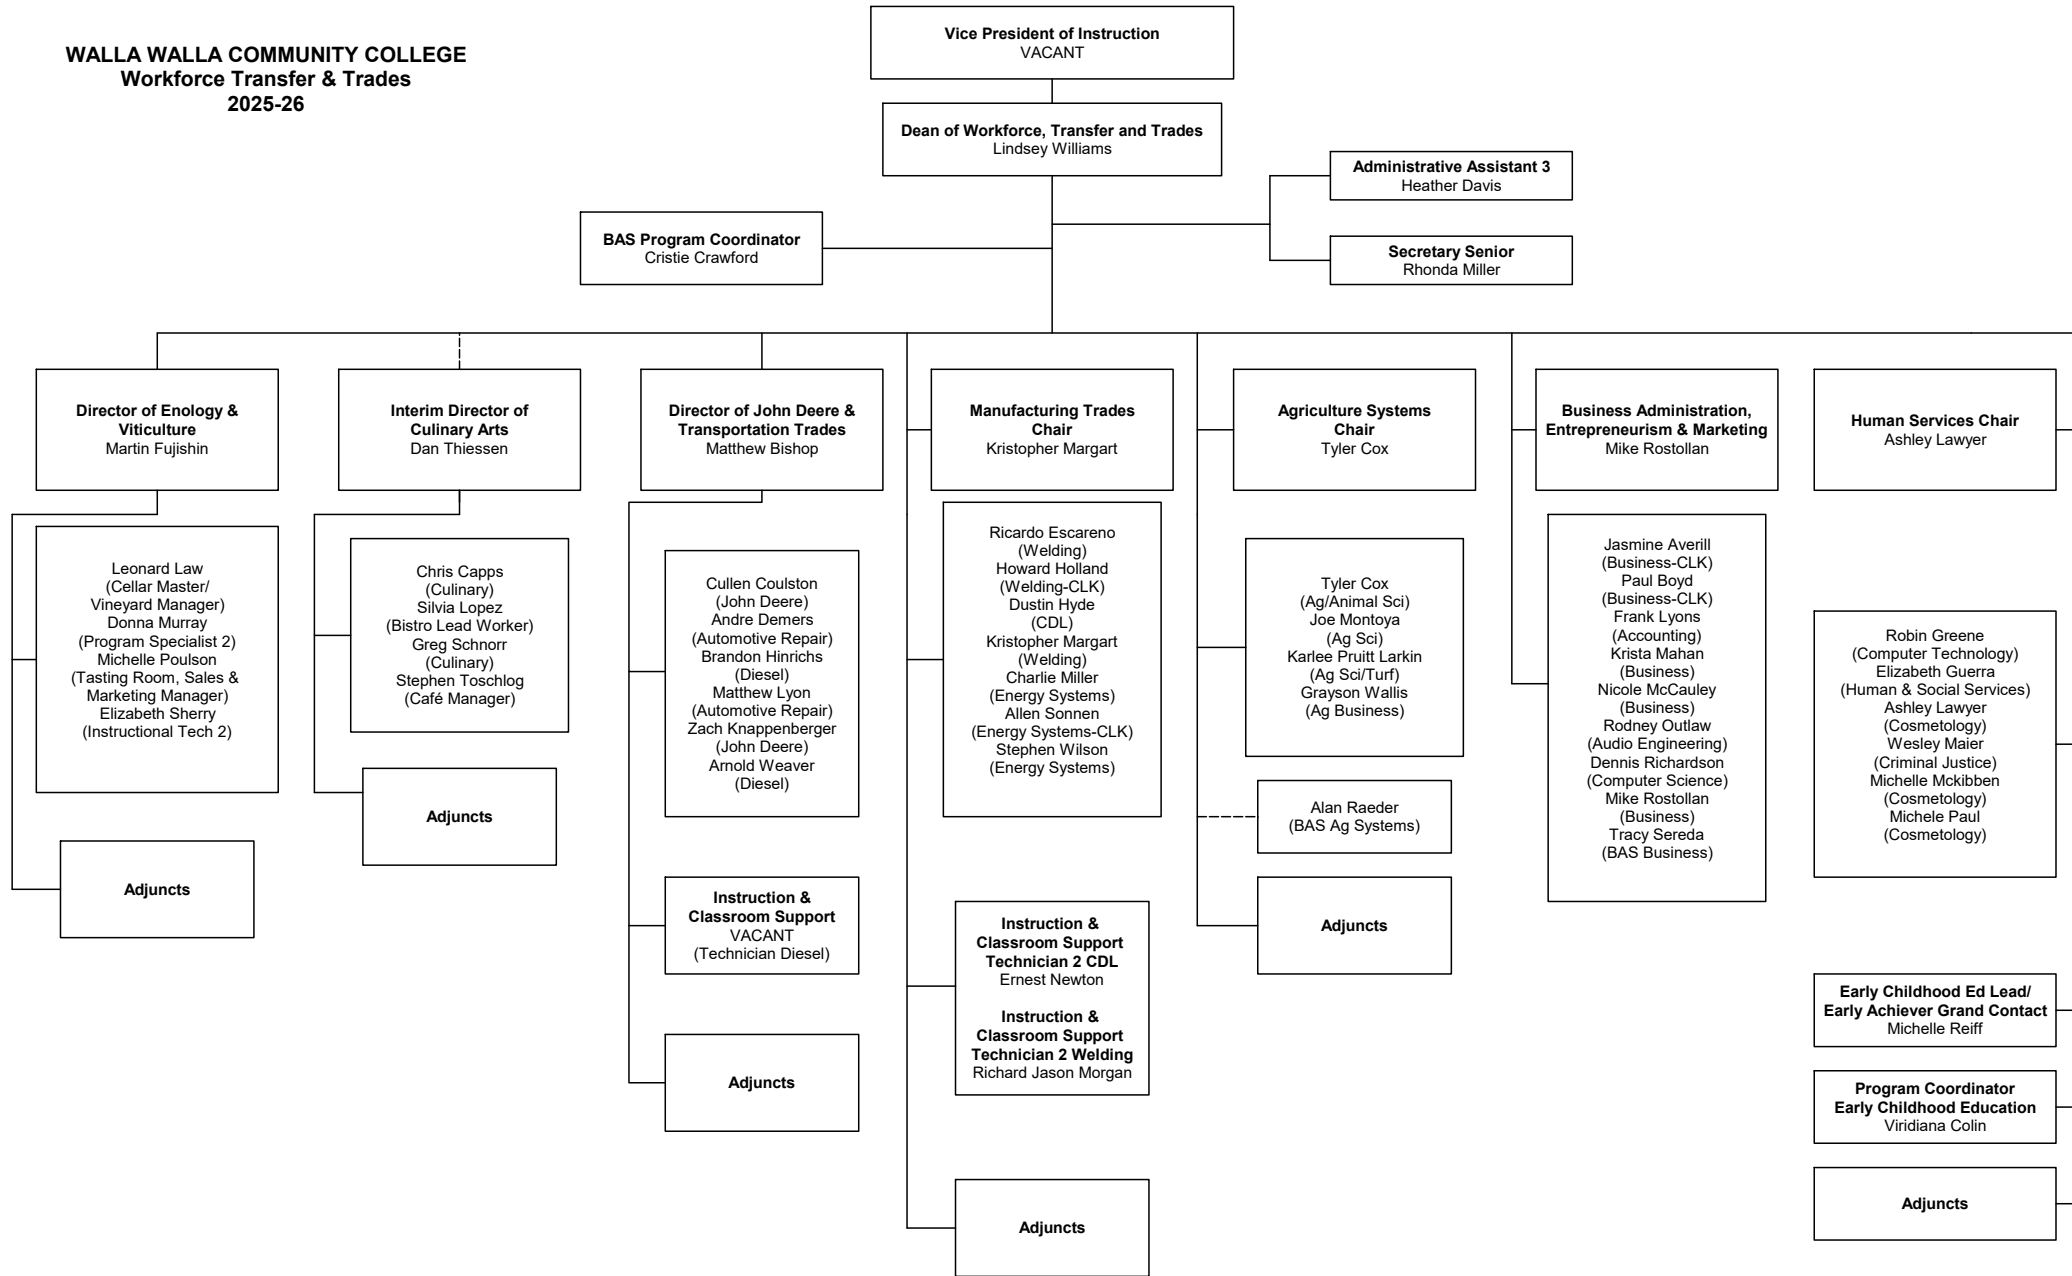 WALLA WALLA COMMUNITY COLLEGE
Workforce Transfer & Trades
2025-26
Vice President of Instruction
VACANT
Dean of Workforce, Transfer and Trades
Lindsey Williams
Administrative Assistant 3
Heather Davis
BAS Program Coordinator
Cristie Crawford
Secretary Senior
Rhonda Miller
Director of Enology &
Viticulture
Martin Fujishin
Interim Director of
Culinary Arts
Dan Thiessen
Director of John Deere &
Transportation Trades
Matthew Bishop
Manufacturing Trades
Chair
Kristopher Margart
Agriculture Systems
Chair
Tyler Cox
Business Administration,
Entrepreneurism & Marketing
Mike Rostollan
Human Services Chair
Ashley Lawyer
Leonard Law
(Cellar Master/
Vineyard Manager)
Donna Murray
(Program Specialist 2)
Michelle Poulson
(Tasting Room, Sales &
Marketing Manager)
Elizabeth Sherry
(Instructional Tech 2)
Adjuncts
Chris Capps
(Culinary)
Silvia Lopez
(Bistro Lead Worker)
Greg Schnorr
(Culinary)
Stephen Toschlog
(Café Manager)
Adjuncts
Cullen Coulston
(John Deere)
Andre Demers
(Automotive Repair)
Brandon Hinrichs
(Diesel)
Matthew Lyon
(Automotive Repair)
Zach Knappenberger
(John Deere)
Arnold Weaver
(Diesel)
Instruction &
Classroom Support
VACANT
(Technician Diesel)
Adjuncts
Ricardo Escareno
(Welding)
Howard Holland
(Welding-CLK)
Dustin Hyde
(CDL)
Kristopher Margart
(Welding)
Charlie Miller
(Energy Systems)
Allen Sonnen
(Energy Systems-CLK)
Stephen Wilson
(Energy Systems)
Instruction &
Classroom Support
Technician 2 CDL
Ernest Newton
Instruction &
Classroom Support
Technician 2 Welding
Richard Jason Morgan
Adjuncts
Tyler Cox
(Ag/Animal Sci)
Joe Montoya
(Ag Sci)
Karlee Pruitt Larkin
(Ag Sci/Turf)
Grayson Wallis
(Ag Business)
Alan Raeder
(BAS Ag Systems)
Adjuncts
Jasmine Averill
(Business-CLK)
Paul Boyd
(Business-CLK)
Frank Lyons
(Accounting)
Krista Mahan
(Business)
Nicole McCauley
(Business)
Rodney Outlaw
(Audio Engineering)
Dennis Richardson
(Computer Science)
Mike Rostollan
(Business)
Tracy Sereda
(BAS Business)
Robin Greene
(Computer Technology)
Elizabeth Guerra
(Human & Social Services)
Ashley Lawyer
(Cosmetology)
Wesley Maier
(Criminal Justice)
Michelle Mckibben
(Cosmetology)
Michele Paul
(Cosmetology)
Early Childhood Ed Lead/
Early Achiever Grand Contact
Michelle Reiff
Program Coordinator
Early Childhood Education
Viridiana Colin
Adjuncts